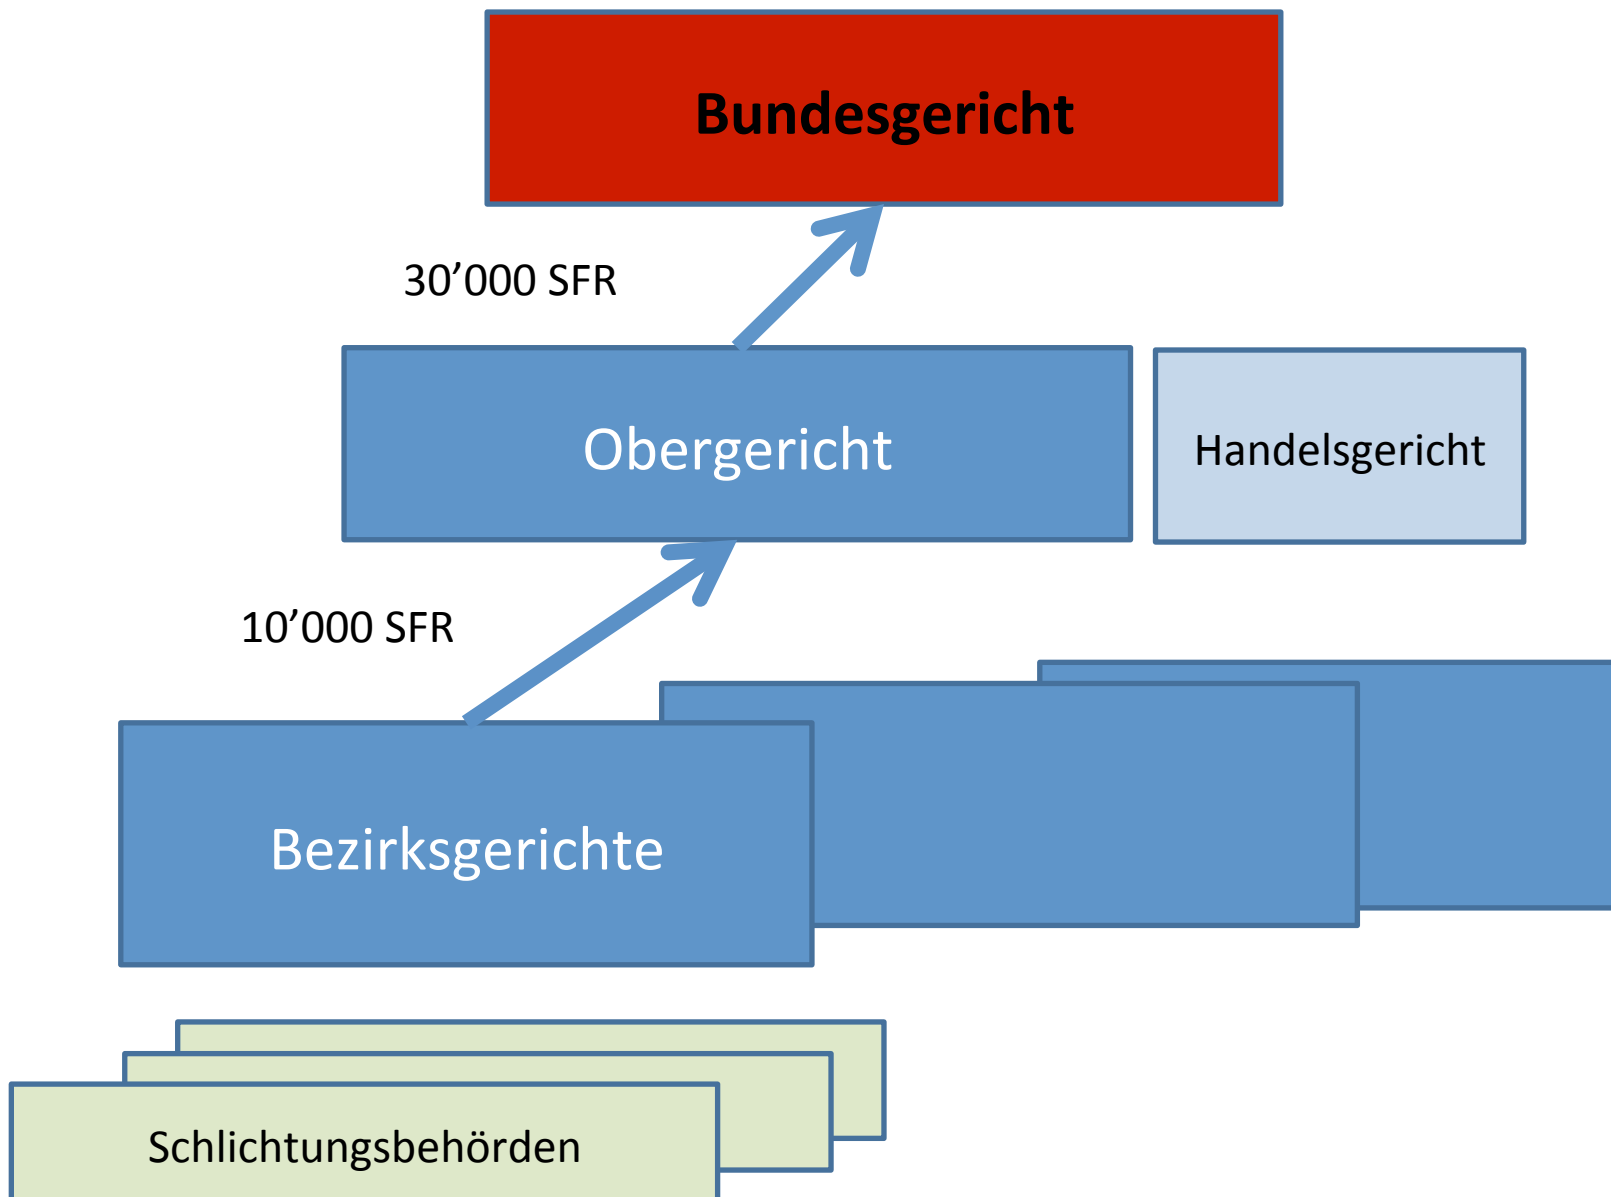 Bundesgericht
30’000 SFR
Obergericht
Handelsgericht
10’000 SFR
Bezirksgerichte
Schlichtungsbehörden